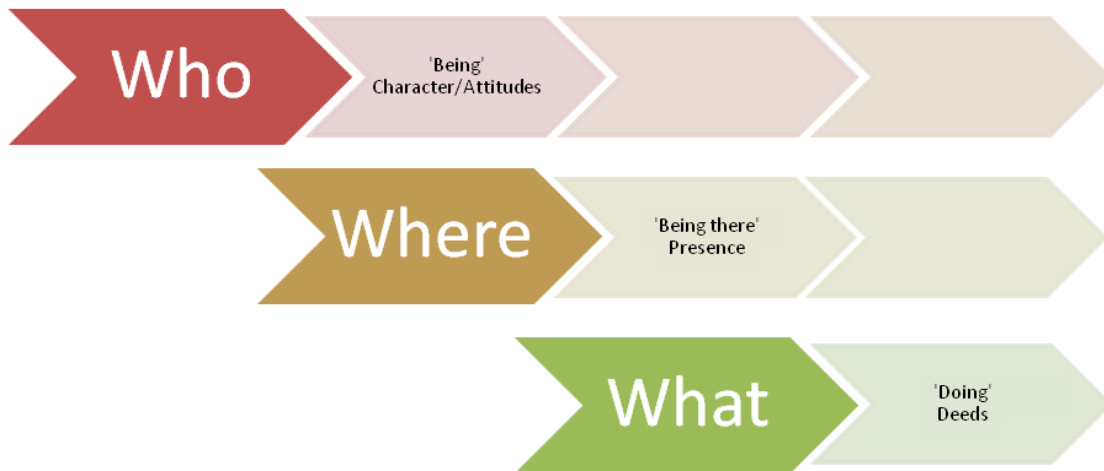 Who
'Being'
Character/Attitudes
Where
'Being there'
Presence
What
'Doing'
Deeds